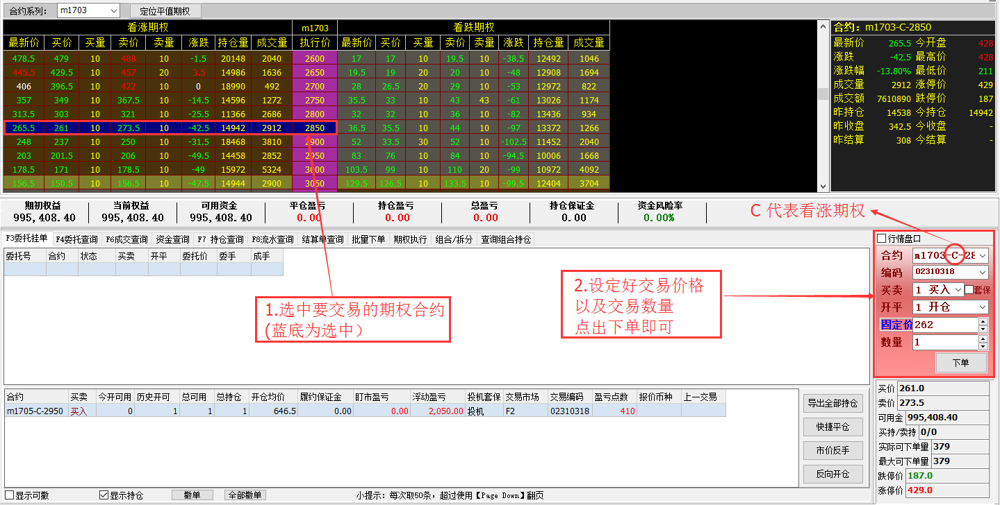 合约系列: m1703 定位平值期权
看涨期权 m1703 看跌期权
最新价 买价 买量 卖价 卖量 涨跌 持仓量 成交量 执行价 最新价 买价 买量 卖价 卖量 涨跌 持仓量 成交量
478.5 479 10 488 10 -1.5 20148 2040 2600 17 17 10 19.5 10 -38.5 12492 1046
445.5 429.5 10 457 20 3.5 14986 1636 2650 19.5 19 20 20 10 -48 12908 1694
406 396.5 10 422 10 0 18990 492 2700 28 26.5 20 29 10 -53 12972 822
357 349 10 367.5 10 -14.5 14596 1272 2750 35.5 33 10 43 43 -61 13026 1174
313.5 303 10 321 10 -25.5 11366 2686 2800 32 32 10 36 10 -82 13436 934
265.5 261 10 273.5 10 -42.5 14942 2912 2850 36.5 35.5 10 44 10 -97 13372 1266
248 237 10 250 10 -31.5 18468 3810 2900 52 33.5 30 52 10 -102.5 11452 2040
203 201.5 10 206 10 -49.5 14458 2852 2950 83 76 10 84 10 -94.5 10006 1668
178.5 171 10 178.5 10 -49 15972 5324 3000 103.5 99 10 110 20 -99 10972 4092
156.5 150.5 10 156.5 10 -47.5 14944 2900 3050 129.5 126.5 10 133.5 10 -99.5 12404 3704
合约: m1703-C-2850
最新价 265.5 今开盘 428
涨跌 -42.5 最高价 428
涨跌幅 -13.80% 最低价 211
成交量 2912 涨停价 429
成交额 7610890 跌停价 187
昨持仓 14538 今持仓 14942
昨收盘 342.5 今收盘 -
昨结算 308 今结算 -
期初权益 当前权益 可用资金 平仓盈亏 持仓盈亏 总盈亏 持仓保证金 资金风险率
995,408.40 995,408.40 995,408.40 0.00 0.00 0.00 0.00 0.00%
C 代表看涨期权
F3委托挂单 F4委托查询 F6成交查询 资金查询 F7 持仓查询 F8流水查询 结算单查询 批量下单 期权执行 组合/拆分 查询组合持仓
委托号 合约 状态 买卖 开平 委托价 委手 成手
1.选中要交易的期权合约
(蓝底为选中）
2.设定好交易价格
以及交易数量
点出下单即可
行情盘口
合约 m1703-C-28
编码 02310318
买卖 1 买入 套保
开平 1 开仓
固定价 262
数量 1
下单
合约 买卖 今开可用 历史开可 总可用 总持仓 开仓均价 履约保证金 盯市盈亏 浮动盈亏 投机套保 交易市场 交易编码 盈亏点数 报价币种 上一交易
m1705-C-2950 买入 0 1 1 1 646.5 0.00 0.00 2,050.00 投机 F2 02310318 410
导出全部持仓
快捷平仓
市价反手
反向开仓
买价 261.0
卖价 273.5
可用金 995,408.40
买持/卖持 0/0
实际可下单量 379
最大可下单量 379
跌停价 187.0
涨停价 429.0
显示可撤 显示持仓 撤单 全部撤单 小提示: 每次取50条，超过使用【Page Down】翻页